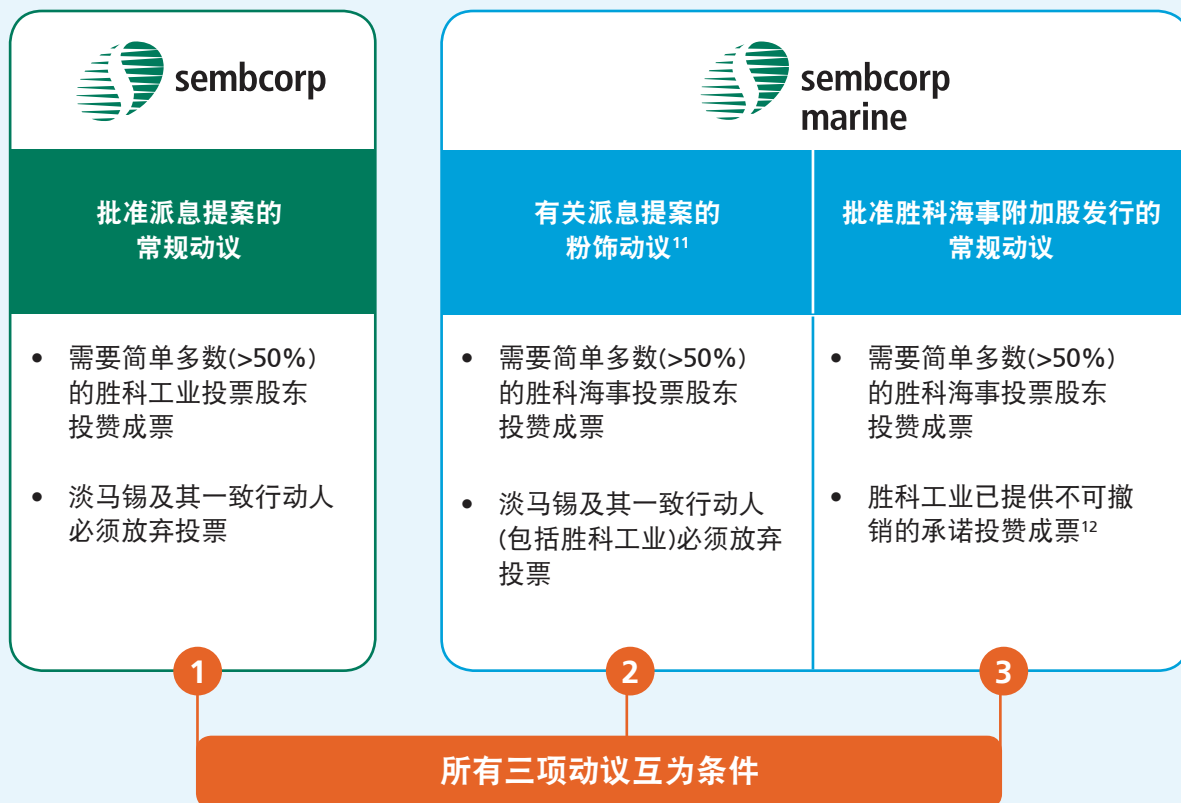 sembcorp
批准派息提案的
常规动议
• 需要简单多数(>50%)
的胜科工业投票股东
投赞成票
• 淡马锡及其一致行动人
必须放弃投票
1
sembcorp
marine
有关派息提案的
粉饰动议11
• 需要简单多数(>50%)
的胜科海事投票股东
投赞成票
• 淡马锡及其一致行动人
(包括胜科工业)必须放弃
投票
2
批准胜科海事附加股发行的
常规动议
• 需要简单多数(>50%)
的胜科海事投票股东
投赞成票
• 胜科工业已提供不可撤
销的承诺投赞成票12
3
所有三项动议互为条件